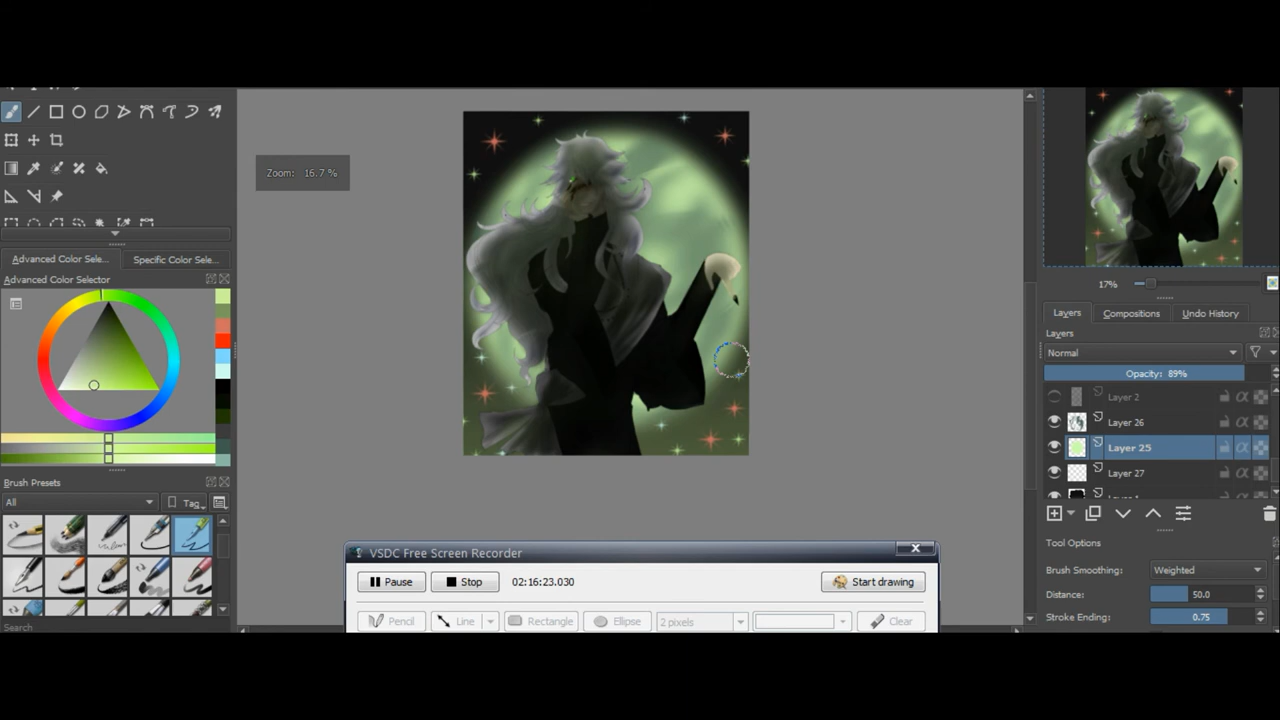 Zoom: 16.7 %
Advanced Color Sele...
Specific Color Sele...
Advanced Color Selector
Brush Presets
All
Tag
Search
17%
Layers
Compositions
Undo History
Layers
Normal
Opacity: 89%
Layer 2
Layer 26
Layer 25
Layer 27
Tool Options
Brush Smoothing:
Weighted
Distance:
50.0
Stroke Ending:
0.75
VSDC Free Screen Recorder
Pause
Stop
02:16:23.030
Start drawing
Pencil
Line
Rectangle
Ellipse
2 pixels
Clear